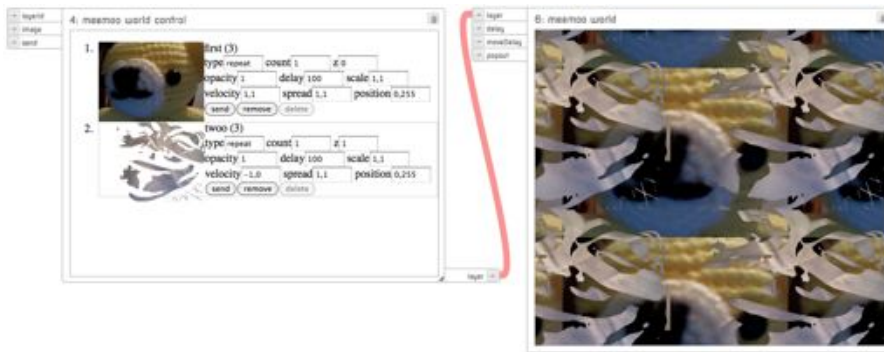 layerId
image
send
4: meemoo world control
1.
first (3)
type repeat count 1 z 0
opacity 1 delay 100 scale 1,1
velocity 1,1 spread 1,1 position 0,255
send remove delete
2.
twoo (3)
type repeat count 1 z 1
opacity 1 delay 100 scale 1,1
velocity -1,0 spread 1,1 position 0,255
send remove delete
layer
layer
delay
moveDelay
popout
6: meemoo world